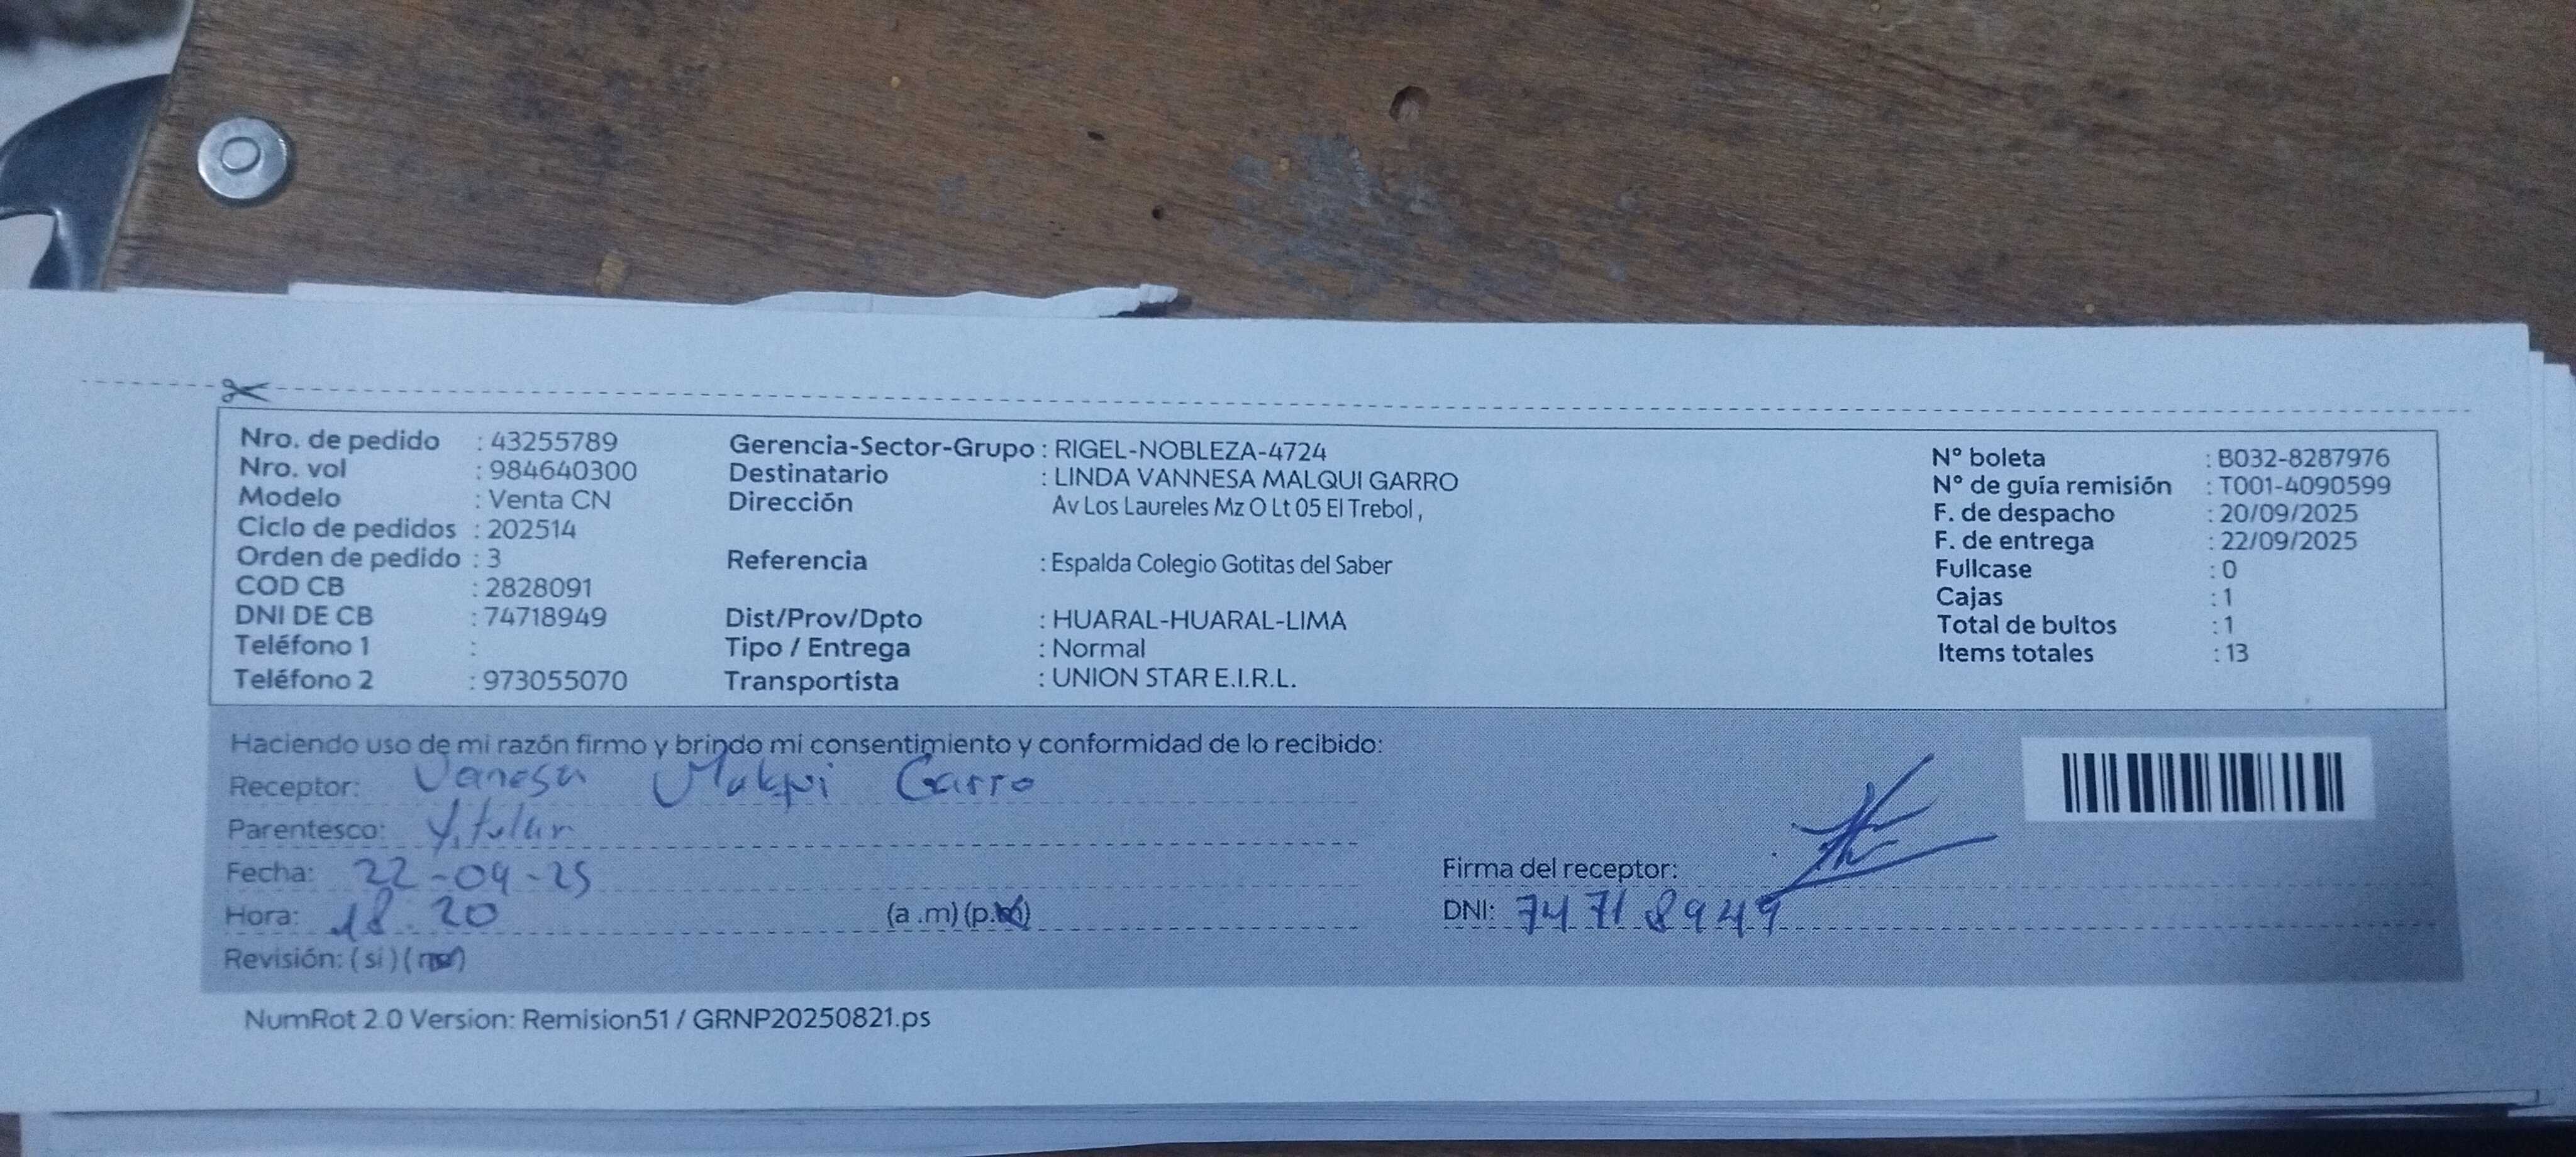 Nro. de pedido : 43255789
Nro. vol : 984640300
Modelo : Venta CN
Ciclo de pedidos : 202514
Orden de pedido : 3
COD CB : 2828091
DNI DE CB : 74718949
Teléfono 1 :
Teléfono 2 : 973055070
Gerencia-Sector-Grupo : RIGEL-NOBLEZA-4724
Destinatario : LINDA VANNESA MALQUI GARRO
Dirección Av Los Laureles Mz O Lt 05 El Trebol ,
Referencia : Espalda Colegio Gotitas del Saber
Dist/Prov/Dpto : HUARAL-HUARAL-LIMA
Tipo / Entrega : Normal
Transportista : UNION STAR E.I.R.L.
N° boleta : B032-8287976
N° de guía remisión : T001-4090599
F. de despacho : 20/09/2025
F. de entrega : 22/09/2025
Fullcase : 0
Cajas : 1
Total de bultos : 1
Items totales : 13
Haciendo uso de mi razón firmo y brindo mi consentimiento y conformidad de lo recibido:
Receptor: Vanesa Malqui Garro
Parentesco: Titular
Fecha: 22-09-25
Hora: 18:20 (a .m) (p.m)
Revisión: ( si ) ( no )
Firma del receptor:
DNI: 74718949
NumRot 2.0 Version: Remision51 / GRNP20250821.ps